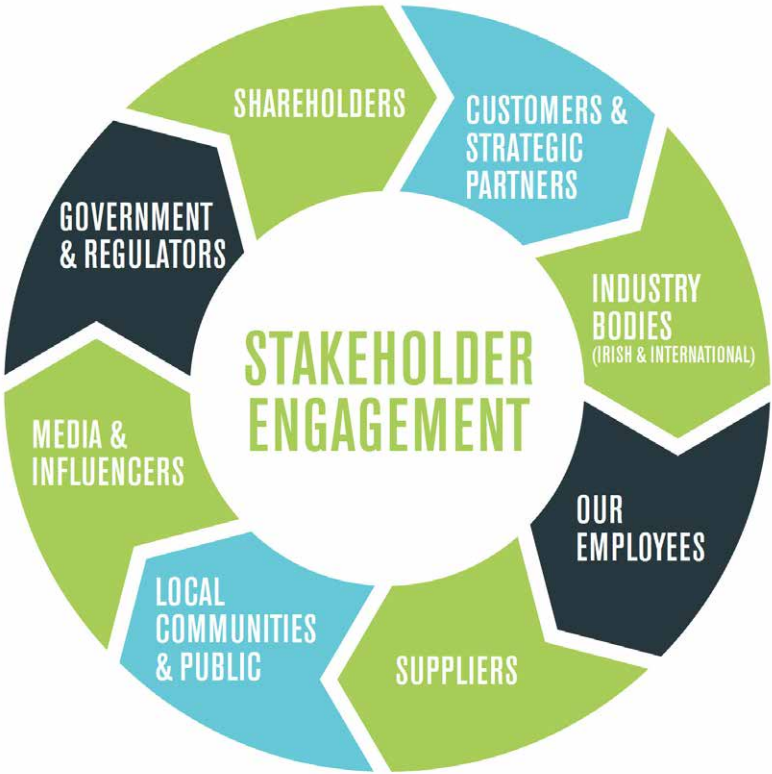 SHAREHOLDERS
CUSTOMERS &
STRATEGIC
PARTNERS
INDUSTRY
BODIES
(IRISH & INTERNATIONAL)
OUR
EMPLOYEES
SUPPLIERS
LOCAL
COMMUNITIES
& PUBLIC
MEDIA &
INFLUENCERS
GOVERNMENT
& REGULATORS
STAKEHOLDER
ENGAGEMENT